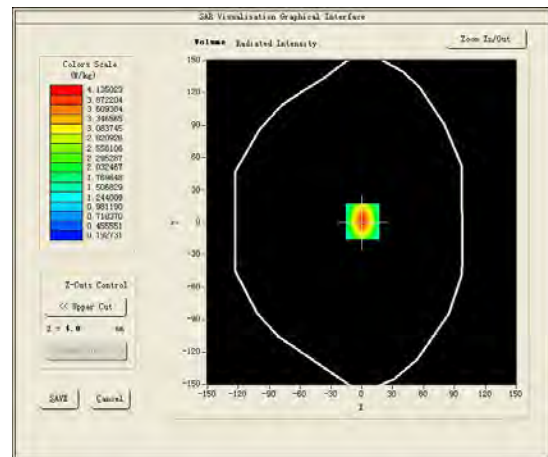 SAR Visualisation Graphical Interface
Volume Radiated Intensity
Zoom In/Out
Colors Scale
(W/kg)
4.135023
3.872204
3.609384
3.346565
3.083745
2.820926
2.558106
2.295287
2.032467
1.769648
1.506829
1.244009
0.981190
0.718370
0.455551
0.192731
150
120
90
60
30
0
-30
-60
-90
-120
-150
-150 -120 -90 -60 -30 0 30 60 90 120 150
X
Z-Cuts Control
<< Upper Cut
Z = 4.0 mm
SAVE Cancel